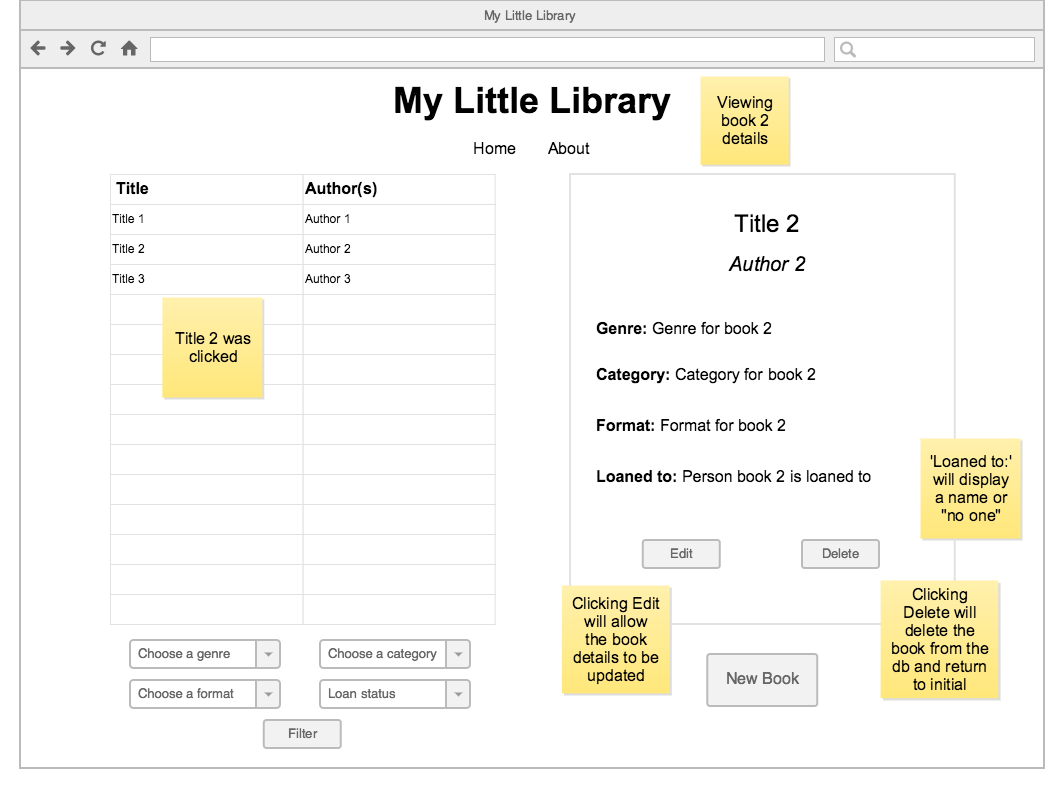 My Little Library
My Little Library
Viewing
book 2
details
Home About
Title Author(s)
Title 1 Author 1
Title 2 Author 2
Title 3 Author 3
Title 2 was
clicked
Title 2
Author 2
Genre: Genre for book 2
Category: Category for book 2
Format: Format for book 2
Loaned to: Person book 2 is loaned to
'Loaned to:'
will display
a name or
"no one"
Edit Delete
Clicking Edit
will allow
the book
details to be
updated
Clicking
Delete will
delete the
book from the
db and return
to initial
Choose a genre Choose a category
Choose a format Loan status
Filter
New Book